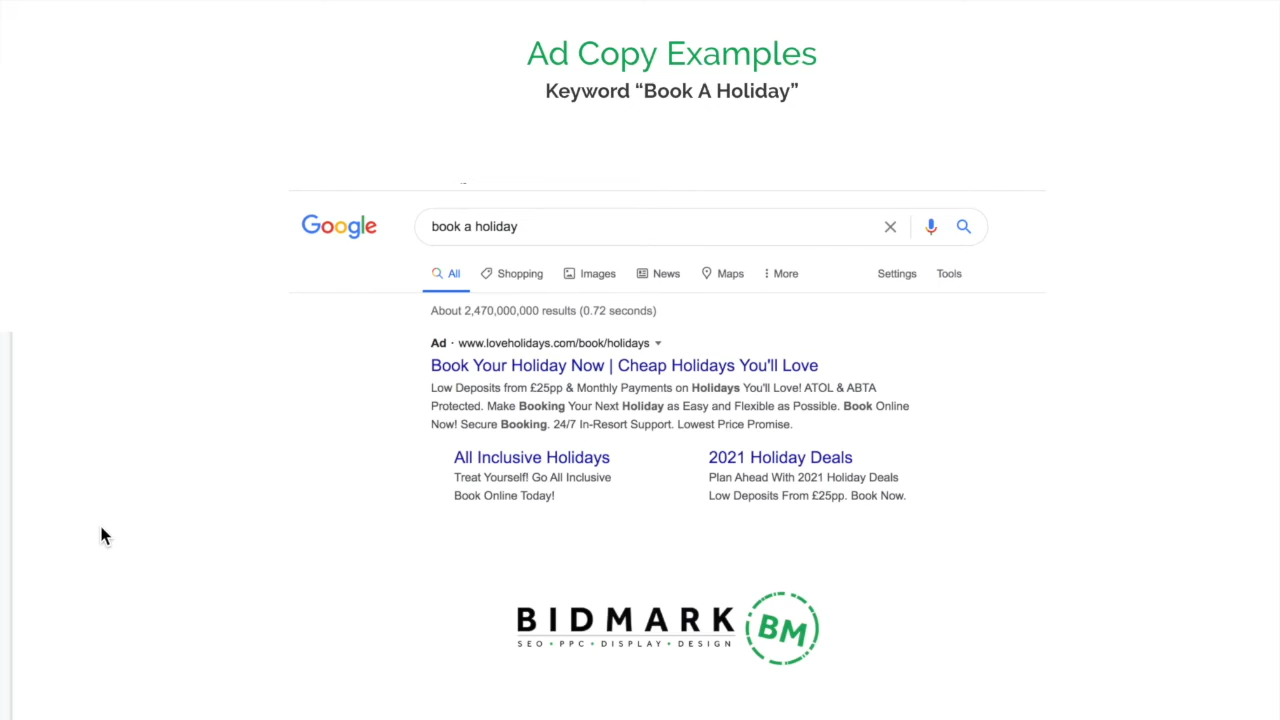 Ad Copy Examples
Keyword “Book A Holiday”
Google
book a holiday
All Shopping Images News Maps More Settings Tools
About 2,470,000,000 results (0.72 seconds)
Ad · www.loveholidays.com/book/holidays
Book Your Holiday Now | Cheap Holidays You'll Love
Low Deposits from £25pp & Monthly Payments on Holidays You'll Love! ATOL & ABTA
Protected. Make Booking Your Next Holiday as Easy and Flexible as Possible. Book Online
Now! Secure Booking. 24/7 In-Resort Support. Lowest Price Promise.
All Inclusive Holidays
Treat Yourself! Go All Inclusive
Book Online Today!
2021 Holiday Deals
Plan Ahead With 2021 Holiday Deals
Low Deposits From £25pp. Book Now.
BIDMARK
SEO • PPC • DISPLAY • DESIGN
BM